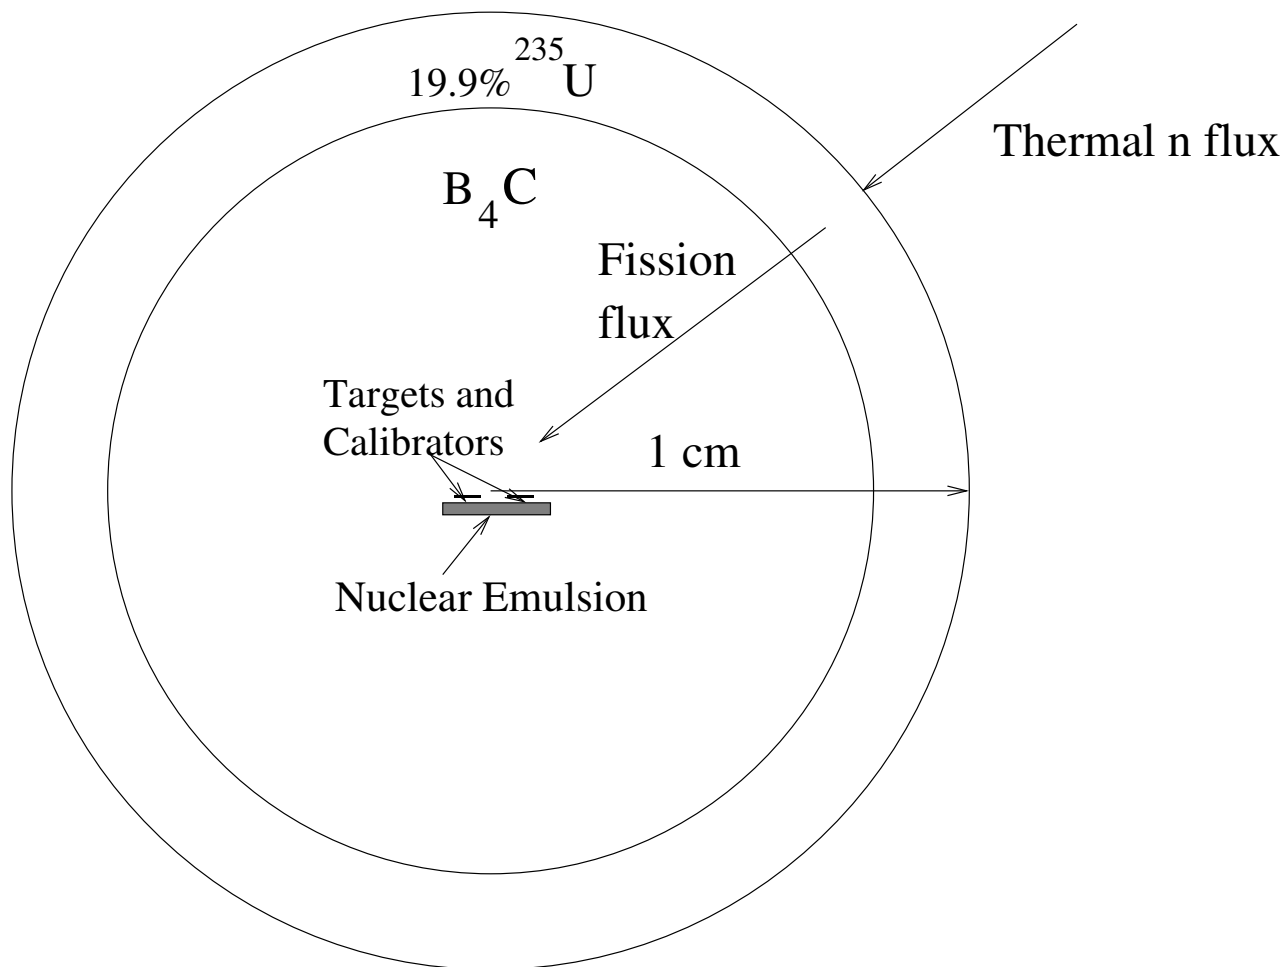 19.9% 235U
Thermal n flux
B4C
Fission
flux
Targets and
Calibrators
1 cm
Nuclear Emulsion